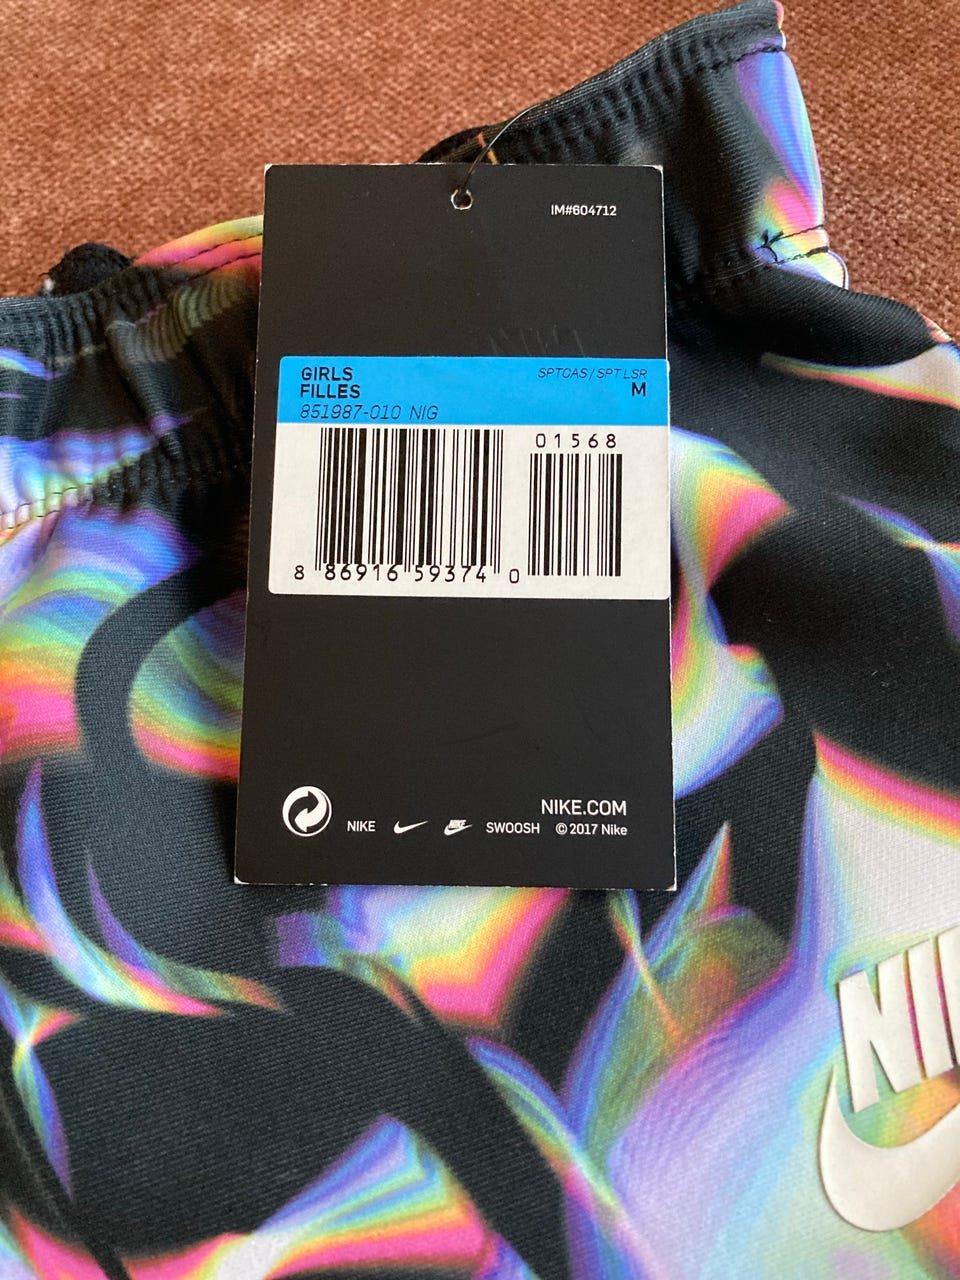 IM#604712
GIRLS
FILLES
SPTCAS/SPT LSR
M
851987-010 NIG
01568
8 86916 59374 0
NIKE.COM
NIKE
NIKE
SWOOSH © 2017 Nike